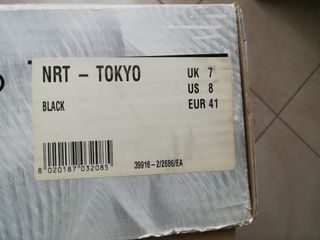 NRT - TOKYO
UK 7
US 8
BLACK
EUR 41
8 020187 032085
39916-2/2686/EA